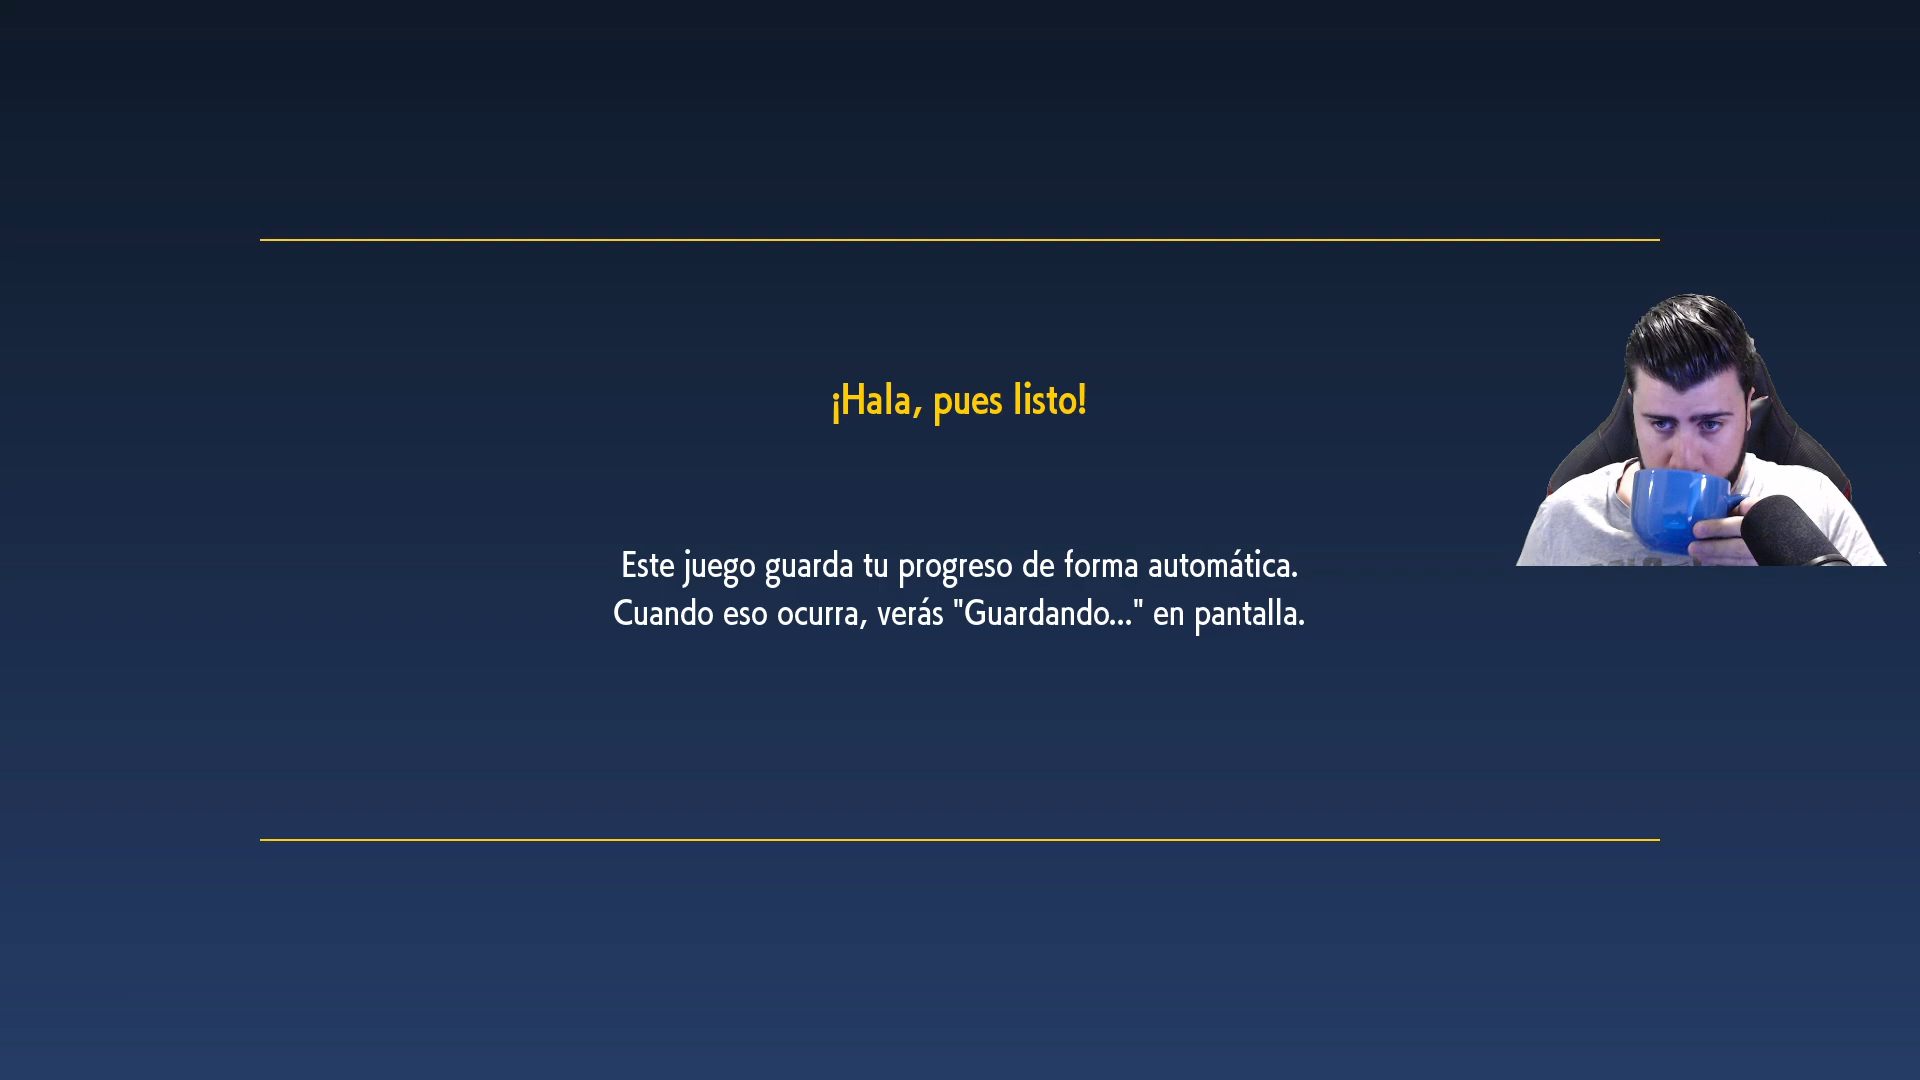 ¡Hala, pues listo!
Este juego guarda tu progreso de forma automática.
Cuando eso ocurra, verás "Guardando..." en pantalla.